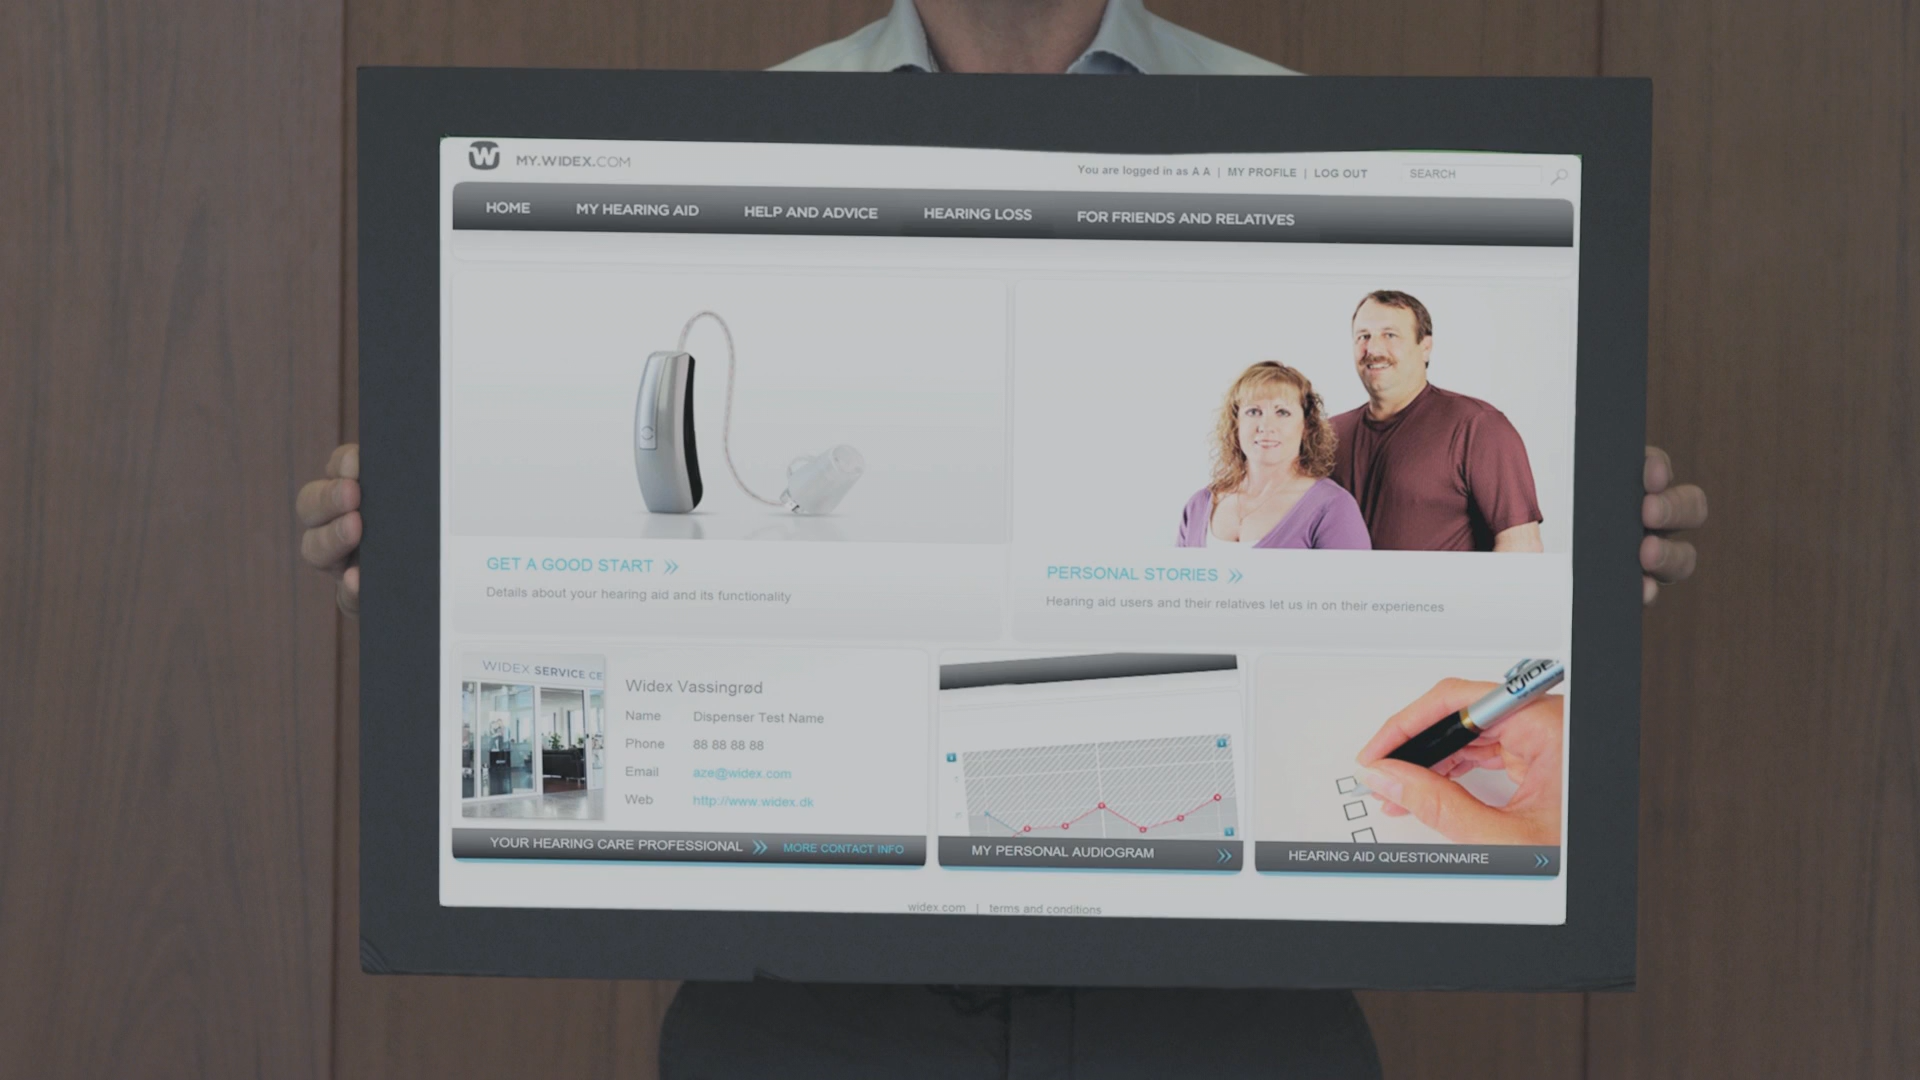 W MY.WIDEX.COM
You are logged in as A A | MY PROFILE | LOG OUT
SEARCH
HOME MY HEARING AID HELP AND ADVICE HEARING LOSS FOR FRIENDS AND RELATIVES
GET A GOOD START »
Details about your hearing aid and its functionality
PERSONAL STORIES »
Hearing aid users and their relatives let us in on their experiences
WIDEX SERVICE CE
Widex Vassingrød
Name Dispenser Test Name
Phone 88 88 88 88
Email aze@widex.com
Web http://www.widex.dk
YOUR HEARING CARE PROFESSIONAL » MORE CONTACT INFO
MY PERSONAL AUDIOGRAM »
WIDE
HEARING AID QUESTIONNAIRE »
widex.com | terms and conditions